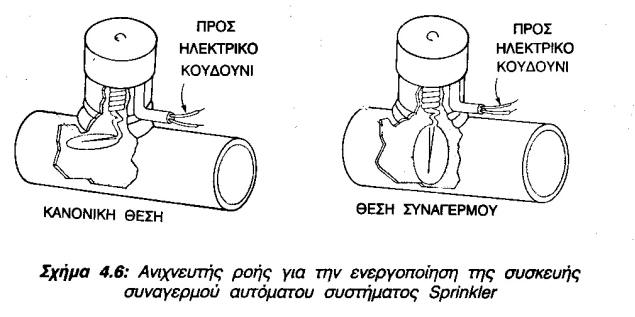 ΠΡΟΣ
ΗΛΕΚΤΡΙΚΟ
ΚΟΥΔΟΥΝΙ
ΚΑΝΟΝΙΚΗ ΘΕΣΗ
ΠΡΟΣ
ΗΛΕΚΤΡΙΚΟ
ΚΟΥΔΟΥΝΙ
ΘΕΣΗ ΣΥΝΑΓΕΡΜΟΥ
Σχήμα 4.6: Ανιχνευτής ροής για την ενεργοποίηση της συσκευής
συναγερμού αυτόματου συστήματος Sprinkler